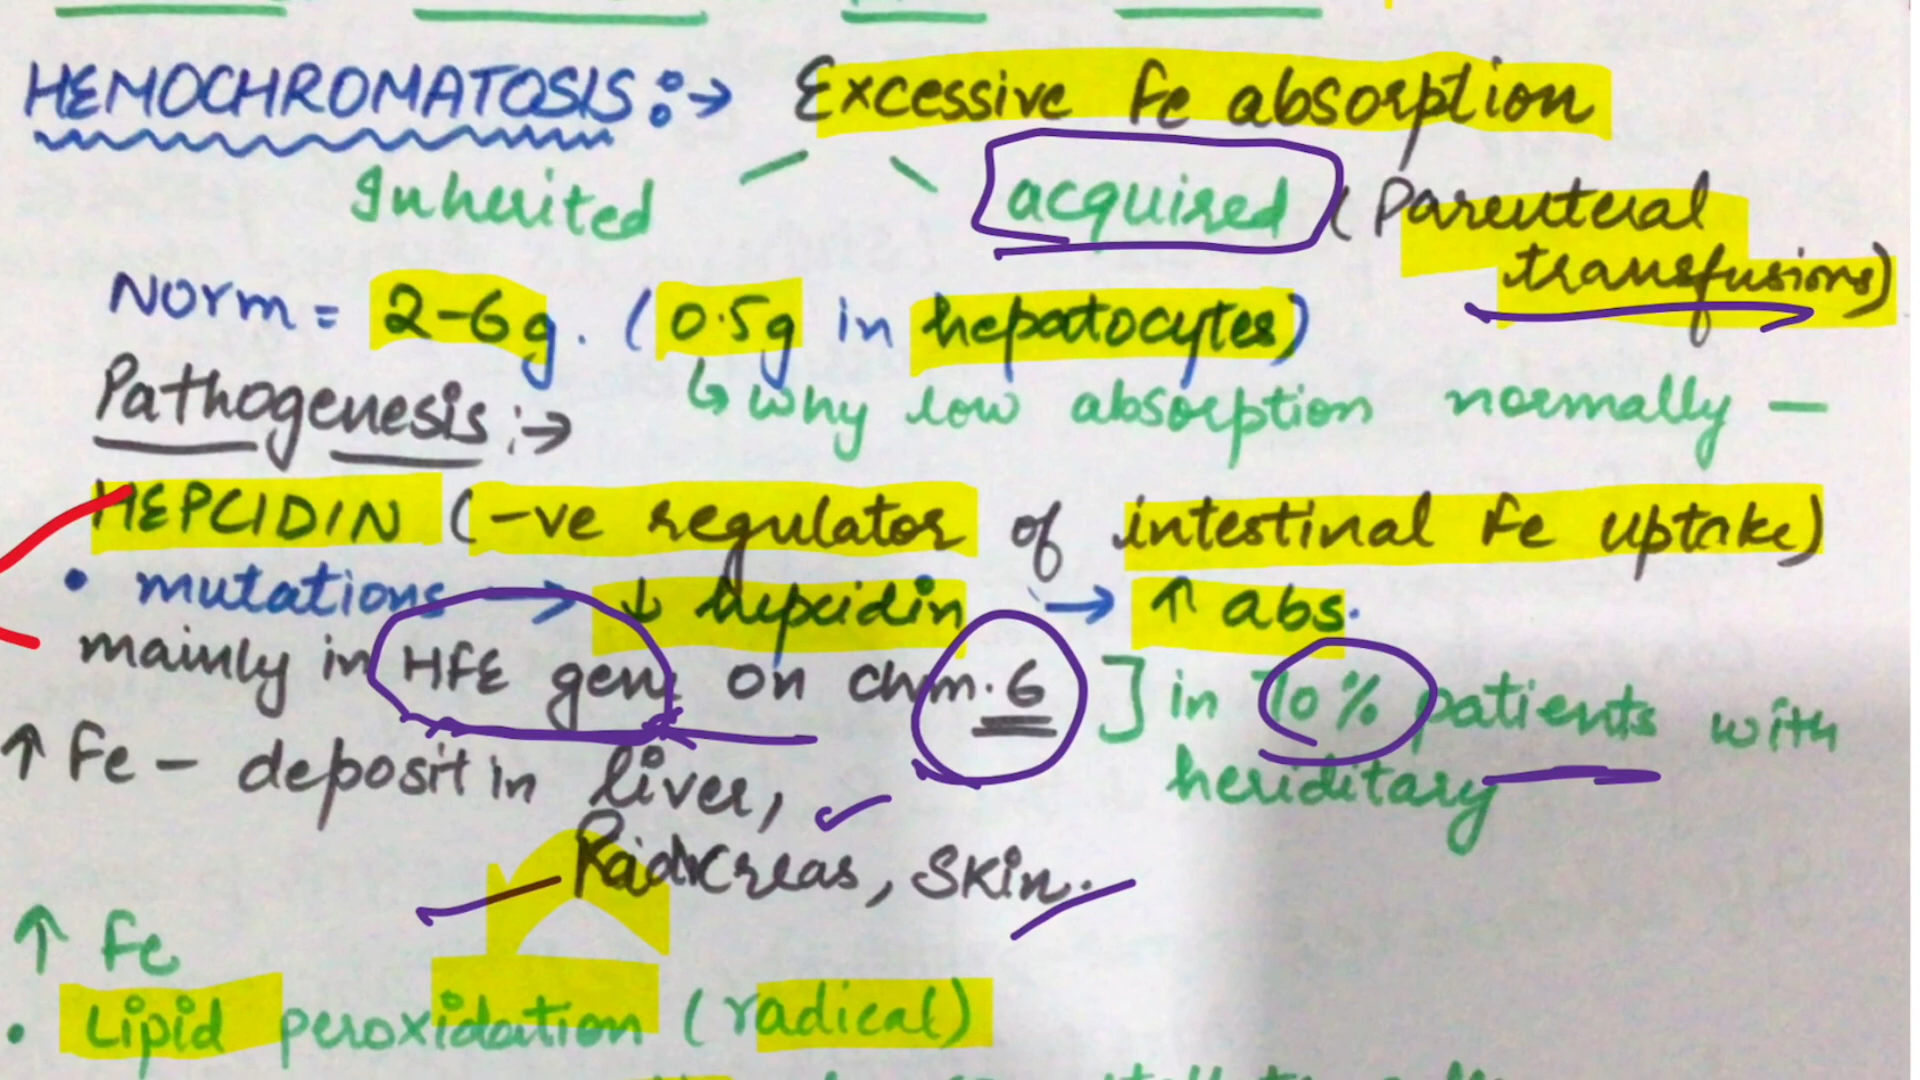 HEMOCHROMATOSIS :→ Excessive Fe absorption
Inherited acquired (Parenteral
transfusions)
Norm = 2-6g. (0.5g in hepatocytes)
↳ why low absorption normally —
Pathogenesis :→
HEPCIDIN (-ve regulator of intestinal Fe uptake)
• mutations → ↓ hepcidin → ↑ abs.
mainly in HFE gene on chm. 6 ] in 70% patients with
heriditary
↑ Fe - deposit in liver,
Pancreas, Skin.
↑ Fe
• Lipid peroxidation (radical)